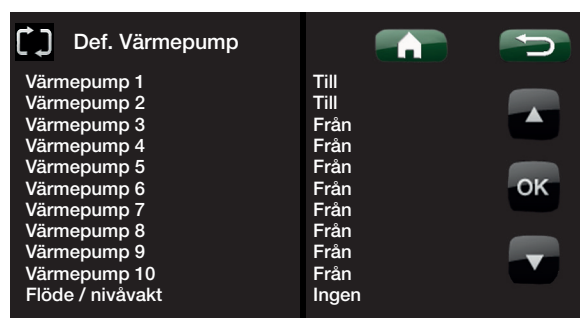 Def. Värmepump
Värmepump 1 Till
Värmepump 2 Till
Värmepump 3 Från
Värmepump 4 Från
Värmepump 5 Från
Värmepump 6 Från
Värmepump 7 Från
Värmepump 8 Från
Värmepump 9 Från
Värmepump 10 Från
Flöde / nivåvakt Ingen
OK